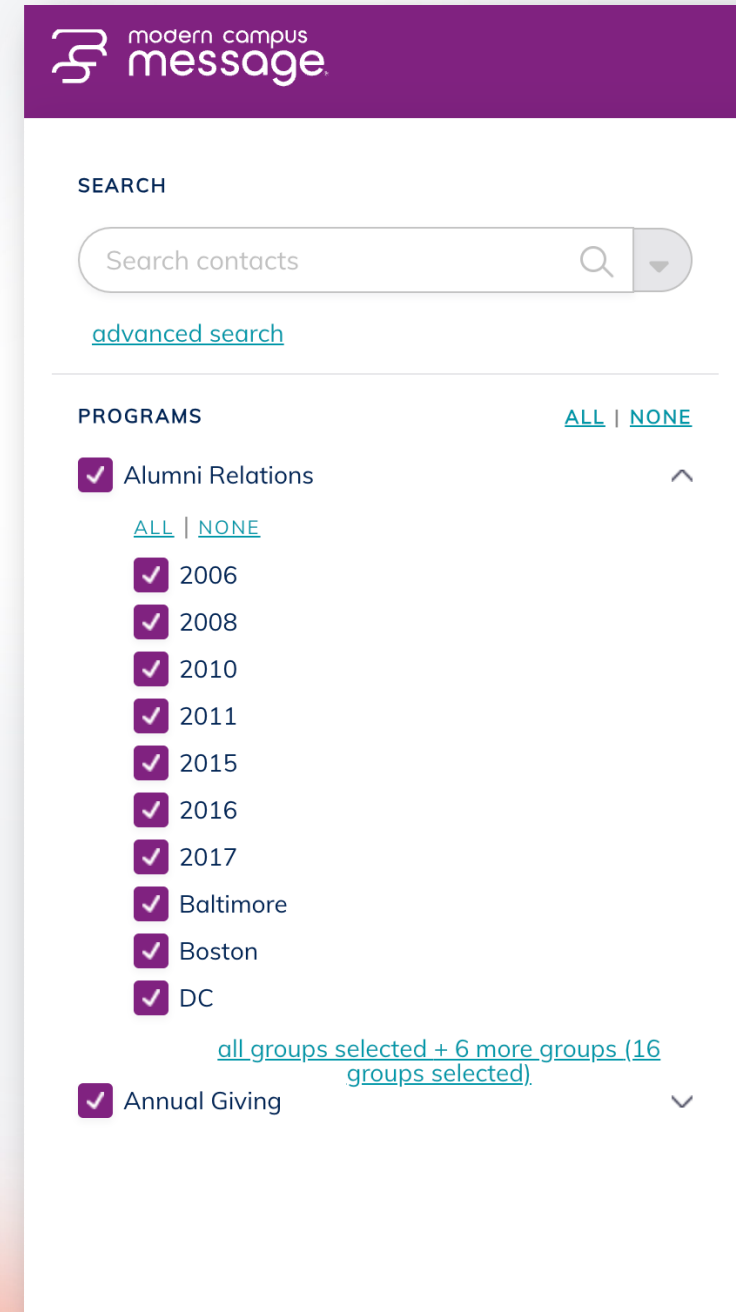 modern campus
message
SEARCH
Search contacts
advanced search
PROGRAMS
ALL | NONE
Alumni Relations
ALL | NONE
2006
2008
2010
2011
2015
2016
2017
Baltimore
Boston
DC
all groups selected + 6 more groups (16
groups selected)
Annual Giving